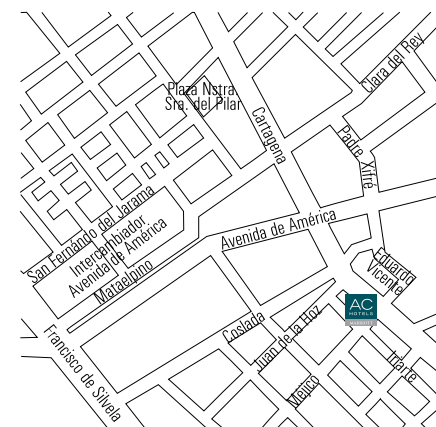 Clara del Rey
Plaza Nstra.
Sra. del Pilar
Cartagena
Padre Xifré
San Fernando del Jarama
Intercambiador
Avenida de América
Avenida de América
Mataelpino
Eduardo
Vicente
AC
HOTELS
Coslada
Juan de la Hoz
Francisco de Silvela
Iriarte
Méjico